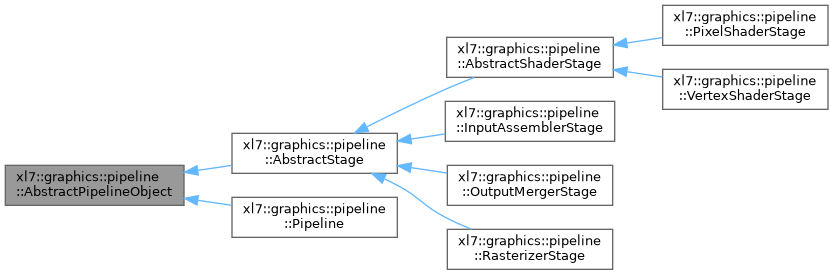 xl7::graphics::pipeline
::AbstractPipelineObject
xl7::graphics::pipeline
::AbstractStage
xl7::graphics::pipeline
::Pipeline
xl7::graphics::pipeline
::AbstractShaderStage
xl7::graphics::pipeline
::InputAssemblerStage
xl7::graphics::pipeline
::OutputMergerStage
xl7::graphics::pipeline
::RasterizerStage
xl7::graphics::pipeline
::PixelShaderStage
xl7::graphics::pipeline
::VertexShaderStage